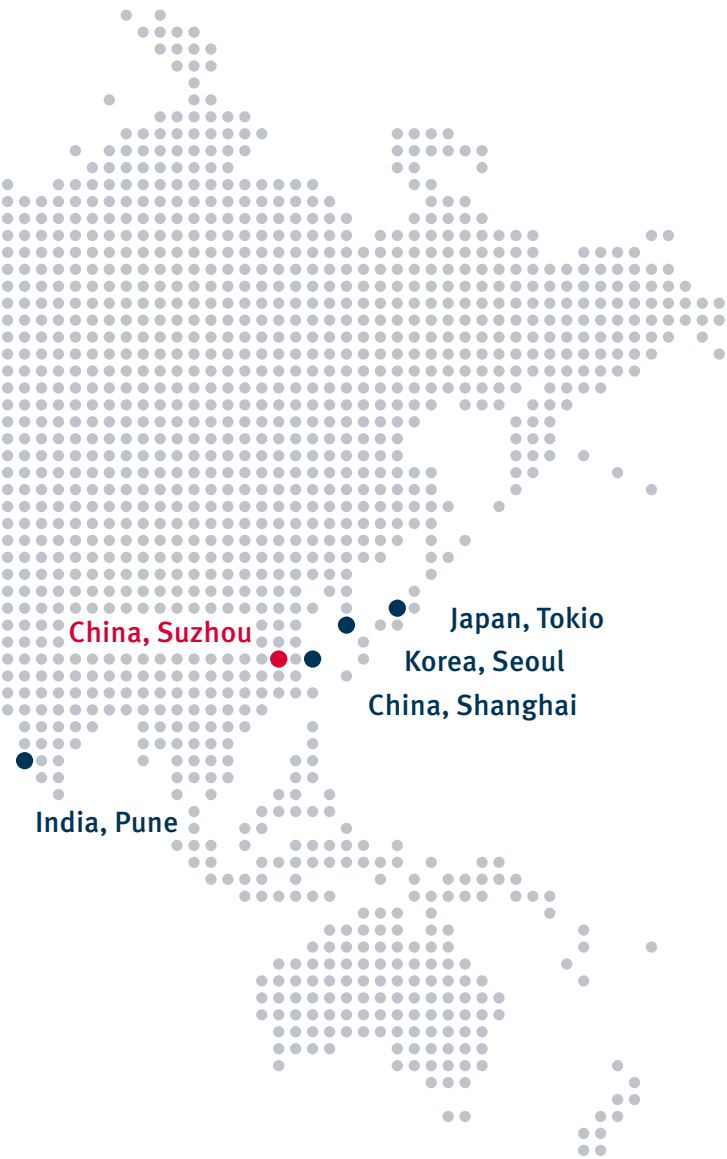 Japan, Tokio
China, Suzhou
Korea, Seoul
China, Shanghai
India, Pune